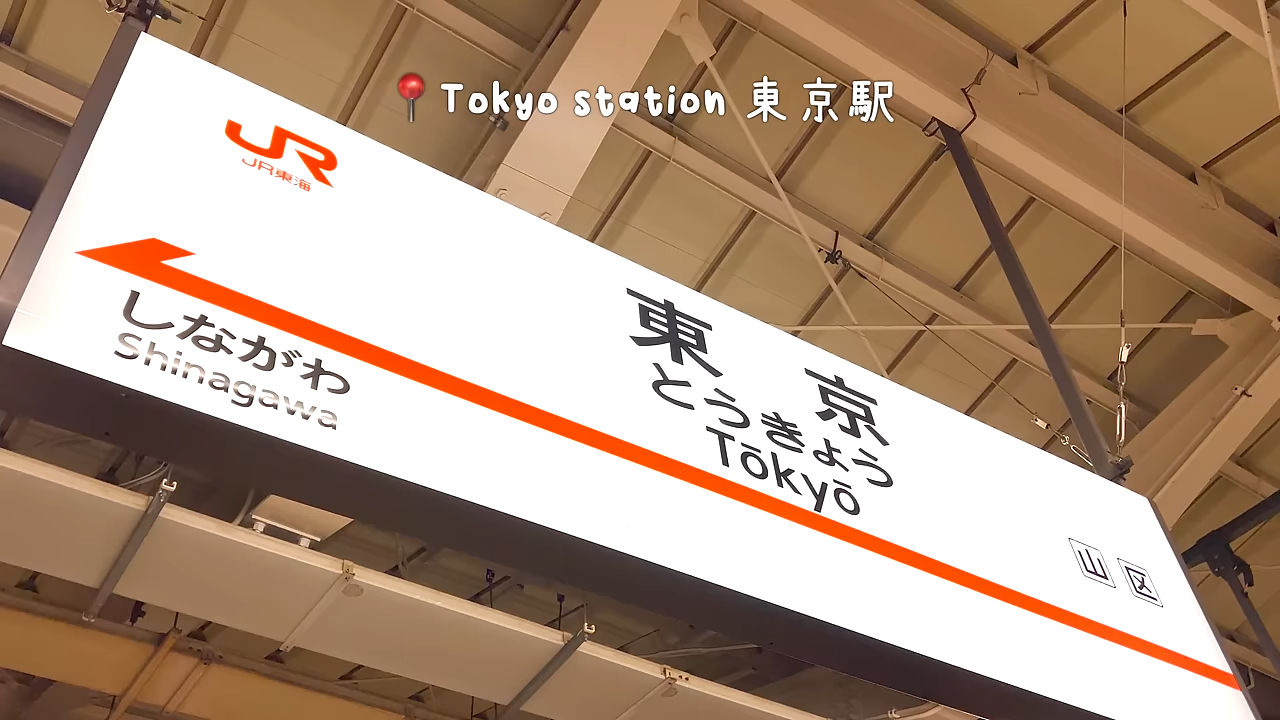 Tokyo station 東京駅
JR
JR東海
しながわ
Shinagawa
東京
とうきょう
Tōkyō
山 区